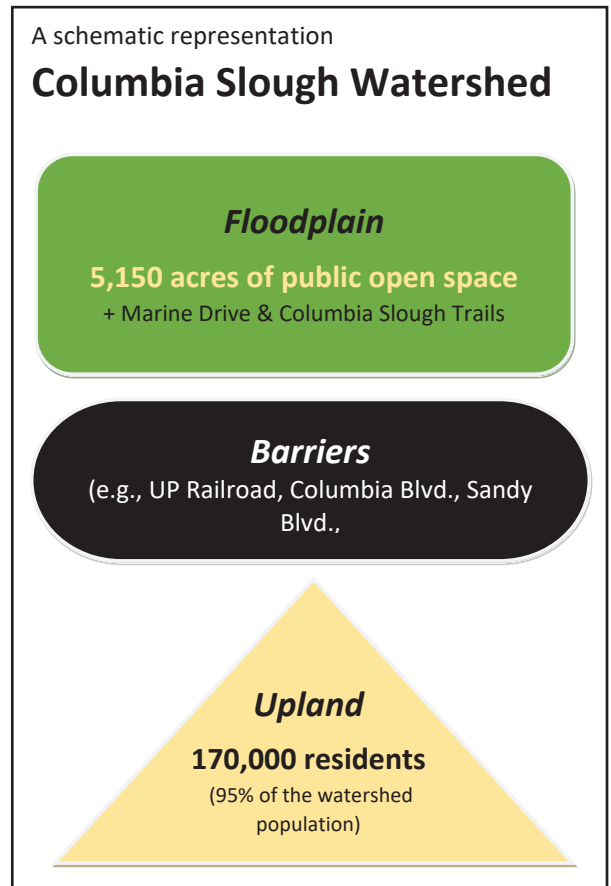 A schematic representation
Columbia Slough Watershed
Floodplain
5,150 acres of public open space
+ Marine Drive & Columbia Slough Trails
Barriers
(e.g., UP Railroad, Columbia Blvd., Sandy
Blvd.,
Upland
170,000 residents
(95% of the watershed
population)